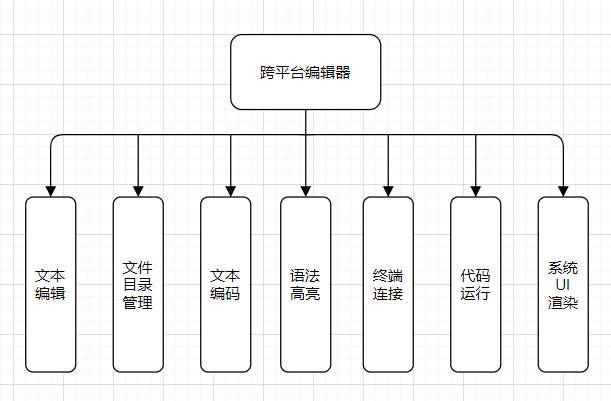 跨平台编辑器
文本
编辑
文件
目录
管理
文本
编码
语法
高亮
终端
连接
代码
运行
系统
UI
渲染